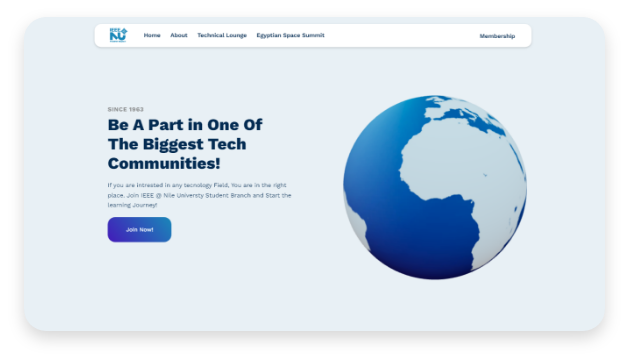 IEEE
NU
Home About Technical Lounge Egyptian Space Summit Membership
SINCE 1963
Be A Part in One Of
The Biggest Tech
Communities!
If you are intrested in any tecnology Field, You are in the right
place. Join IEEE @ Nile Universty Student Branch and Start the
learning Journey!
Join Now!